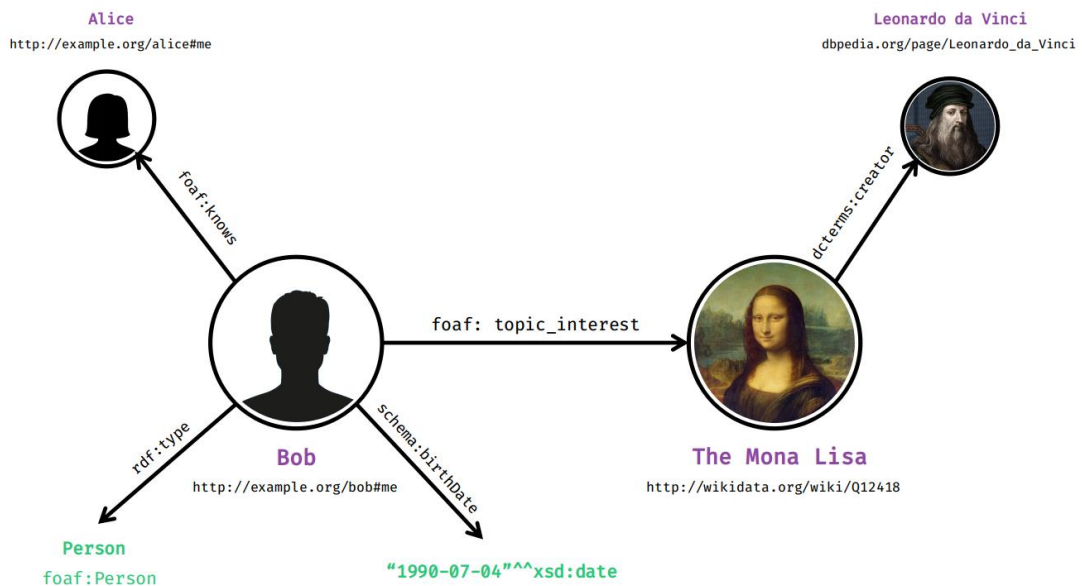 Alice
http://example.org/alice#me
Leonardo da Vinci
dbpedia.org/page/Leonardo_da_Vinci
foaf:knows
dcterms:creator
foaf: topic_interest
rdf:type
schema:birthDate
Bob
http://example.org/bob#me
The Mona Lisa
http://wikidata.org/wiki/Q12418
Person
foaf:Person
“1990-07-04”^^xsd:date